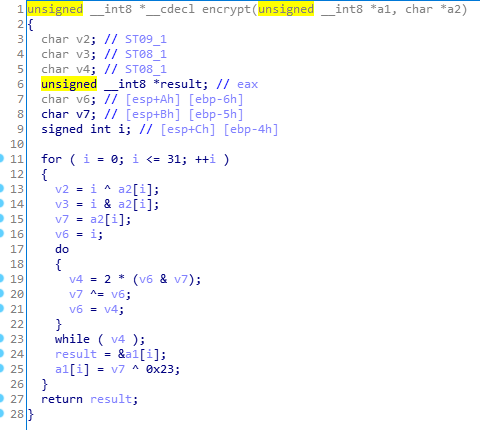 1 unsigned __int8 *__cdecl encrypt(unsigned __int8 *a1, char *a2)
2 {
3   char v2; // ST09_1
4   char v3; // ST08_1
5   char v4; // ST08_1
6   unsigned __int8 *result; // eax
7   char v6; // [esp+Ah] [ebp-6h]
8   char v7; // [esp+Bh] [ebp-5h]
9   signed int i; // [esp+Ch] [ebp-4h]
10
11   for ( i = 0; i <= 31; ++i )
12   {
13     v2 = i ^ a2[i];
14     v3 = i & a2[i];
15     v7 = a2[i];
16     v6 = i;
17     do
18     {
19       v4 = 2 * (v6 & v7);
20       v7 ^= v6;
21       v6 = v4;
22     }
23     while ( v4 );
24     result = &a1[i];
25     a1[i] = v7 ^ 0x23;
26   }
27   return result;
28 }